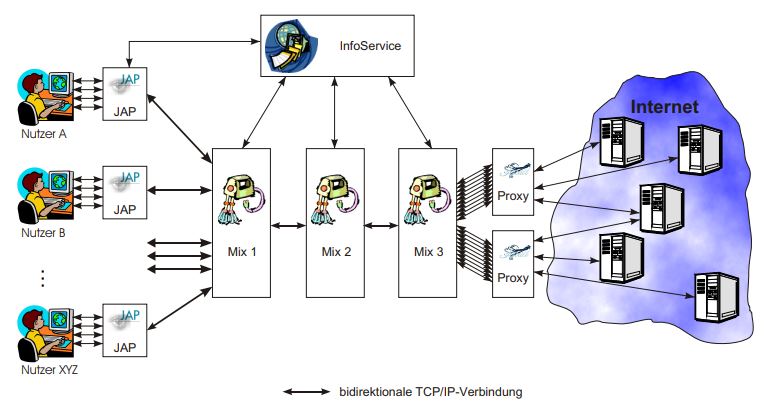 InfoService
JAP
JAP
Nutzer A
Internet
JAP
JAP
Nutzer B
Mix 1
Mix 2
Mix 3
Proxy
Proxy
JAP
JAP
Nutzer XYZ
bidirektionale TCP/IP-Verbindung